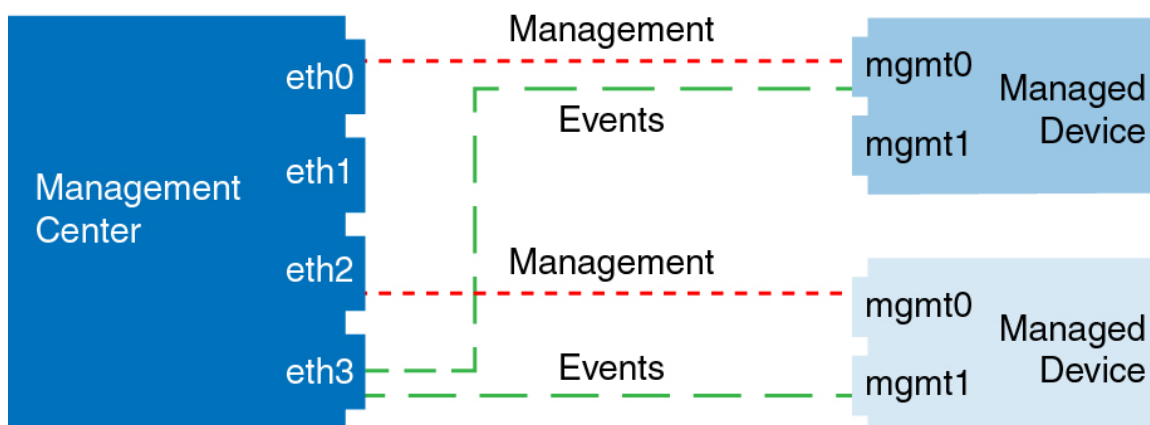 Management
Center
eth0
eth1
eth2
eth3
Management
Events
Management
Events
mgmt0
mgmt1
Managed
Device
mgmt0
mgmt1
Managed
Device